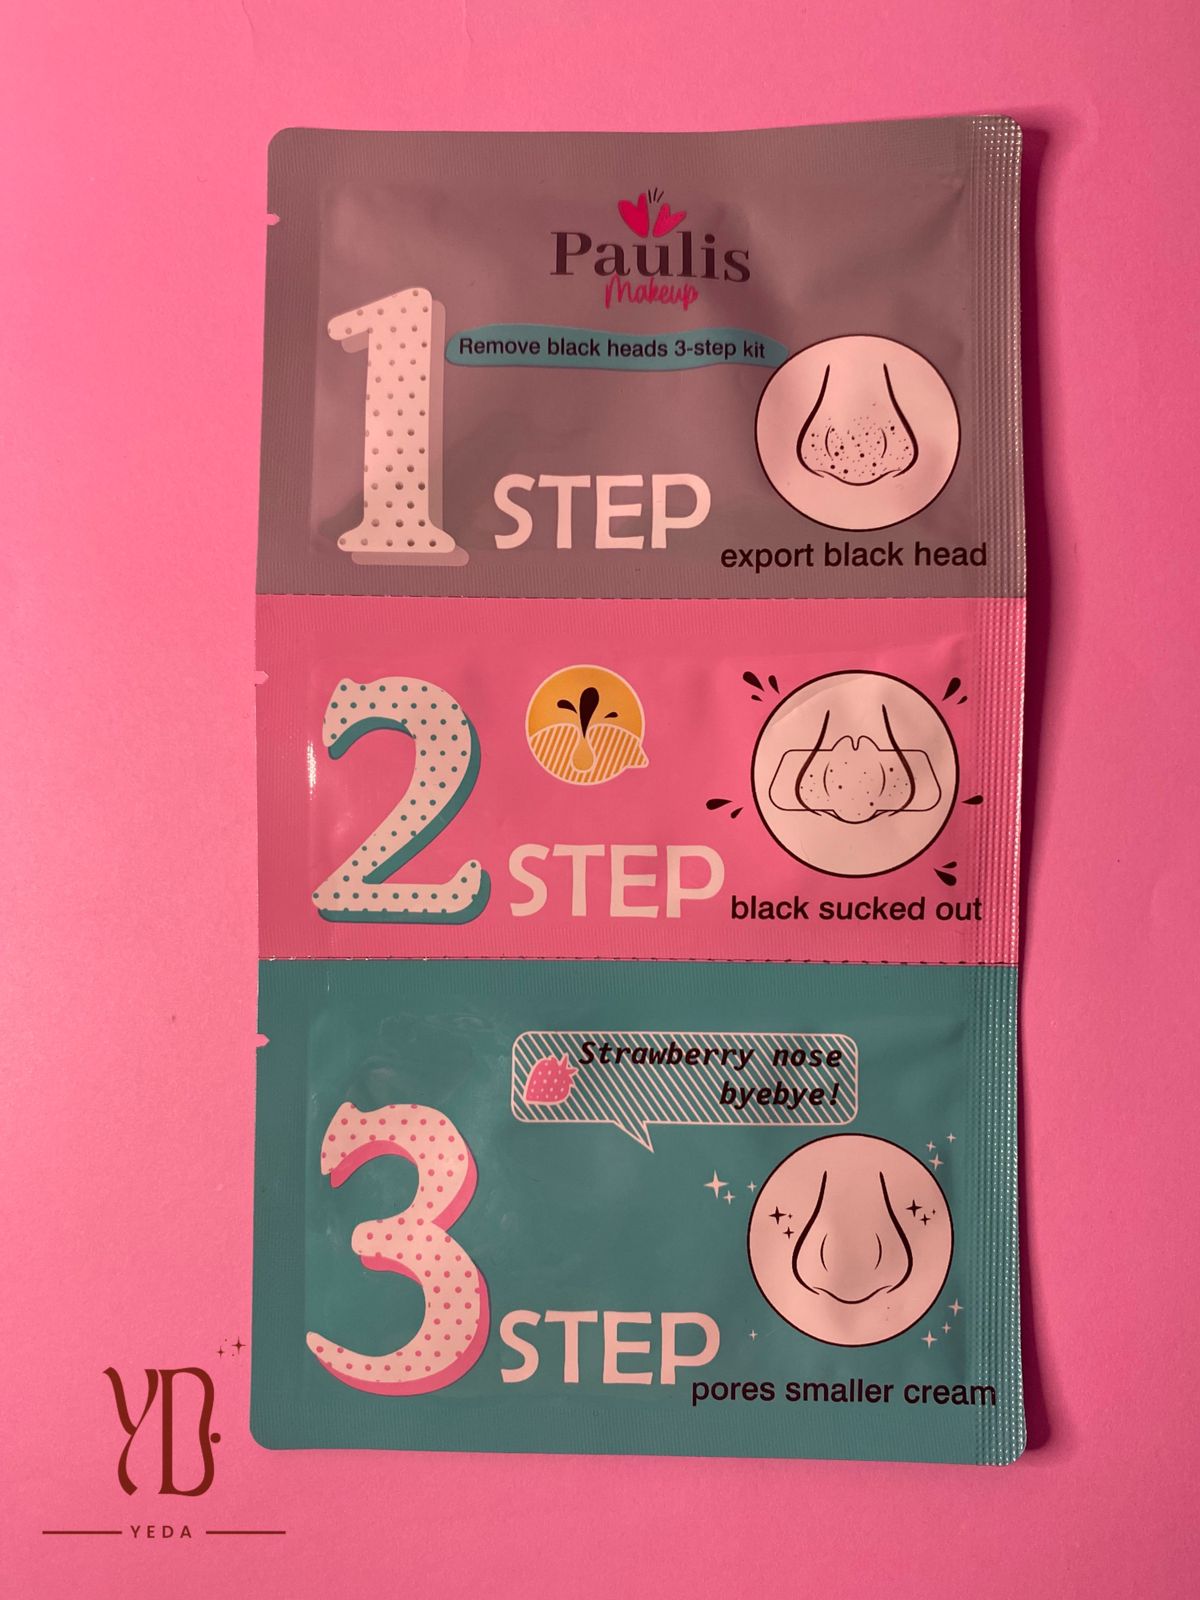 Paulis
Makeup
Remove black heads 3-step kit
1 STEP
export black head
2 STEP
black sucked out
Strawberry nose
byebye!
3 STEP
pores smaller cream
YD
YEDA